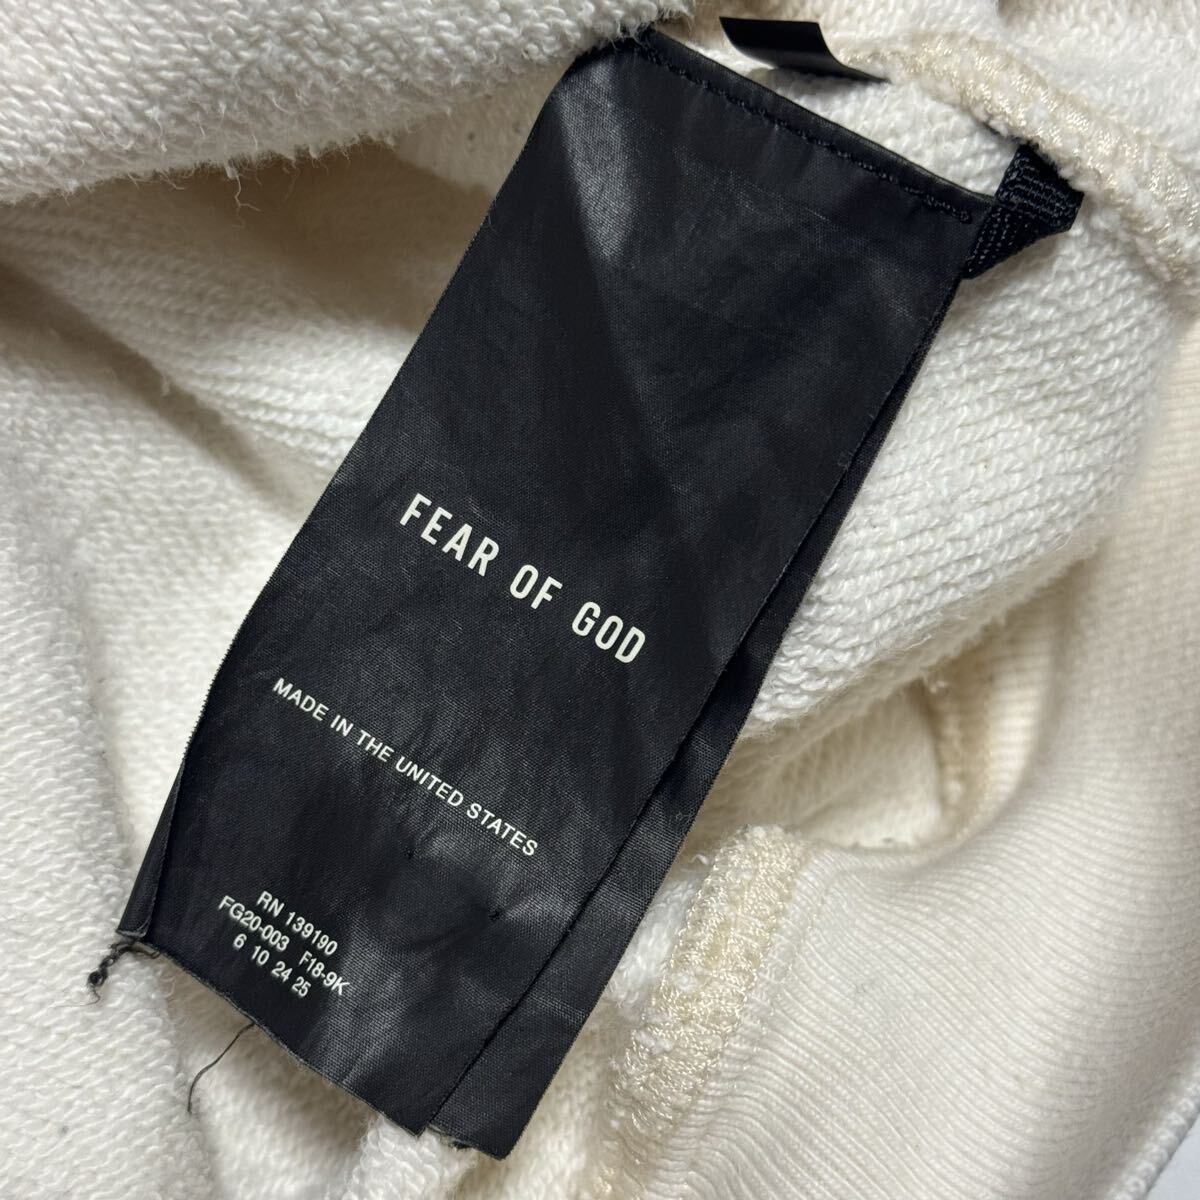 FEAR OF GOD
MADE IN THE UNITED STATES
RN 139190
FG20-003 F18-9K
6 10 24 25